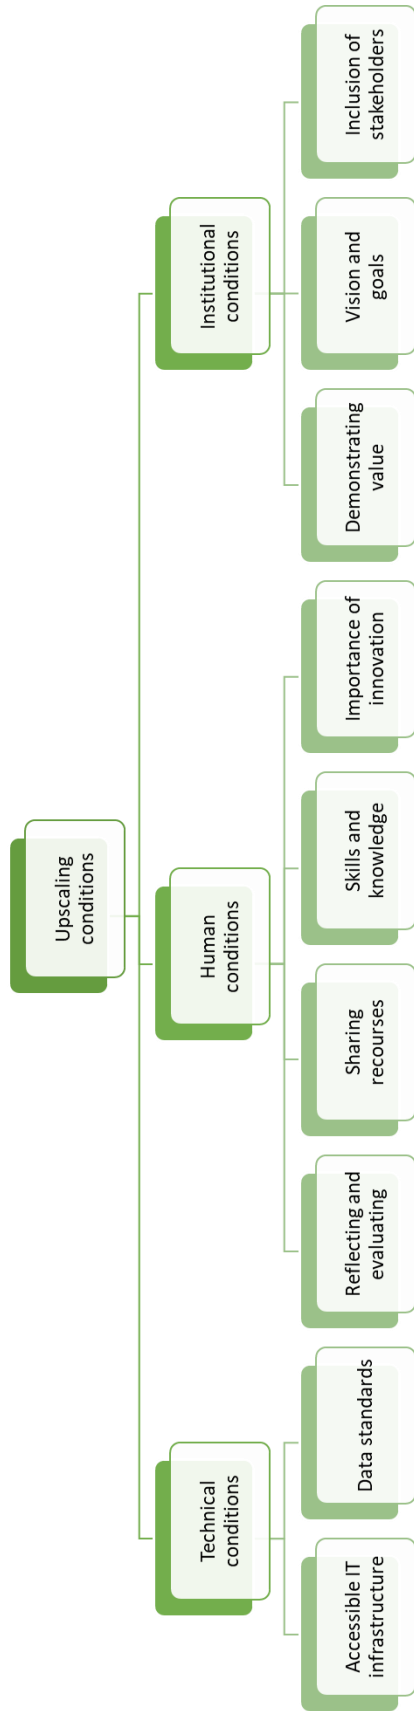 Upscaling
conditions
Technical
conditions
Human
conditions
Institutional
conditions
Accessible IT
infrastructure
Data standards
Reflecting and
evaluating
Sharing
recourses
Skills and
knowledge
Importance of
innovation
Demonstrating
value
Vision and
goals
Inclusion of
stakeholders